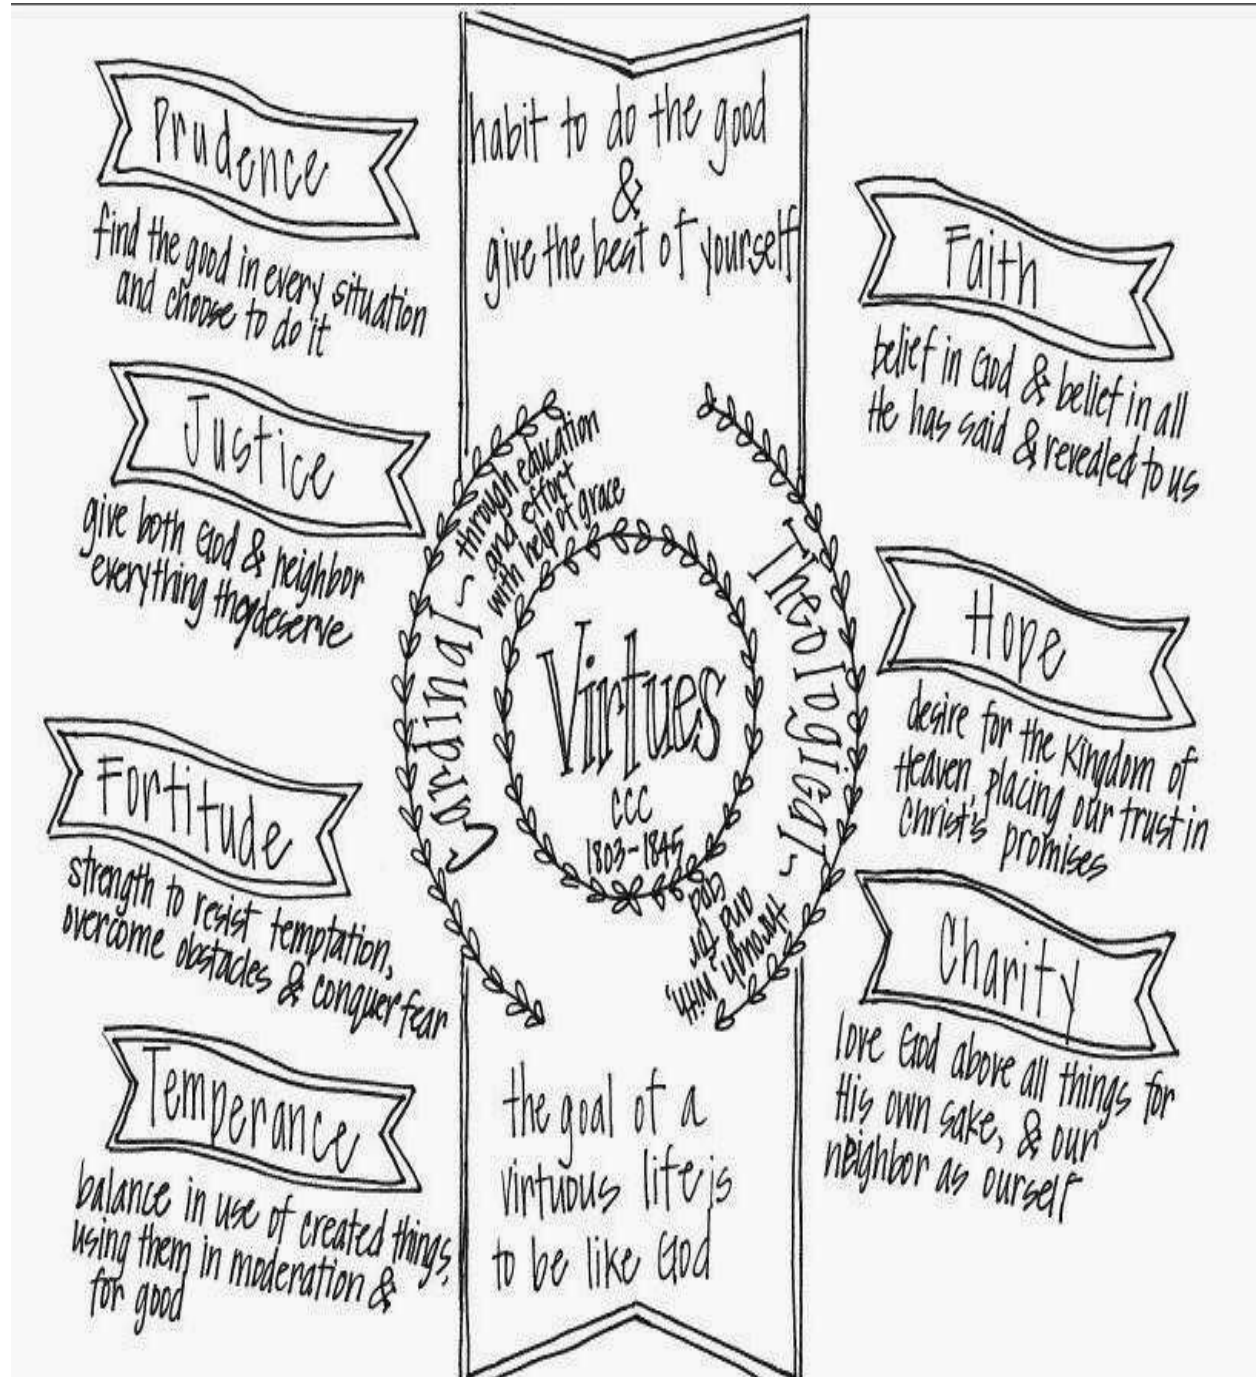 habit to do the good
&
give the best of yourself
Prudence
find the good in every situation
and choose to do it
Justice
give both God & neighbor
everything they deserve
Fortitude
strength to resist temptation,
overcome obstacles & conquer fear
Temperance
balance in use of created things,
using them in moderation &
for good
Cardinal ~
through education
and effort
with help of grace
Virtues
CCC
1803-1845
Theological ~
through, with,
and for
God
Faith
belief in God & belief in all
He has said & revealed to us
Hope
desire for the Kingdom of
Heaven, placing our trust in
Christ's promises
Charity
love God above all things for
His own sake, & our
neighbor as ourself
the goal of a
virtuous life is
to be like God